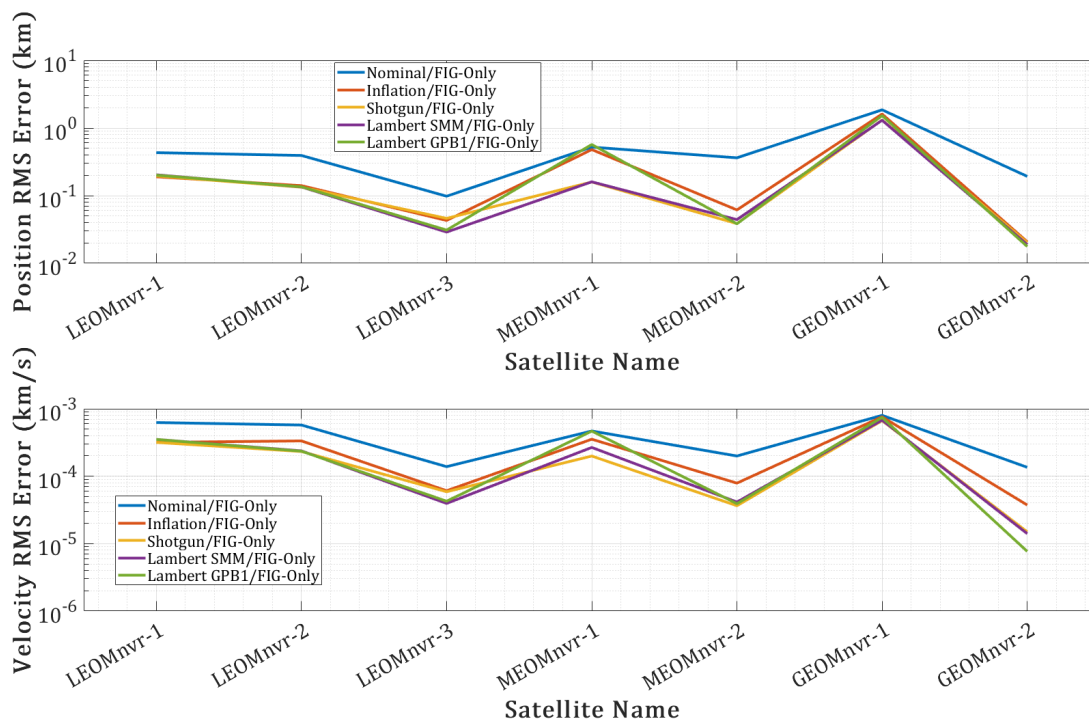 Position RMS Error (km)
10^1
10^0
10^-1
10^-2
Nominal/FIG-Only
Inflation/FIG-Only
Shotgun/FIG-Only
Lambert SMM/FIG-Only
Lambert GPB1/FIG-Only
LEOMnvr-1
LEOMnvr-2
LEOMnvr-3
MEOMnvr-1
MEOMnvr-2
GEOMnvr-1
GEOMnvr-2
Satellite Name
Velocity RMS Error (km/s)
10^-3
10^-4
10^-5
10^-6
Nominal/FIG-Only
Inflation/FIG-Only
Shotgun/FIG-Only
Lambert SMM/FIG-Only
Lambert GPB1/FIG-Only
LEOMnvr-1
LEOMnvr-2
LEOMnvr-3
MEOMnvr-1
MEOMnvr-2
GEOMnvr-1
GEOMnvr-2
Satellite Name